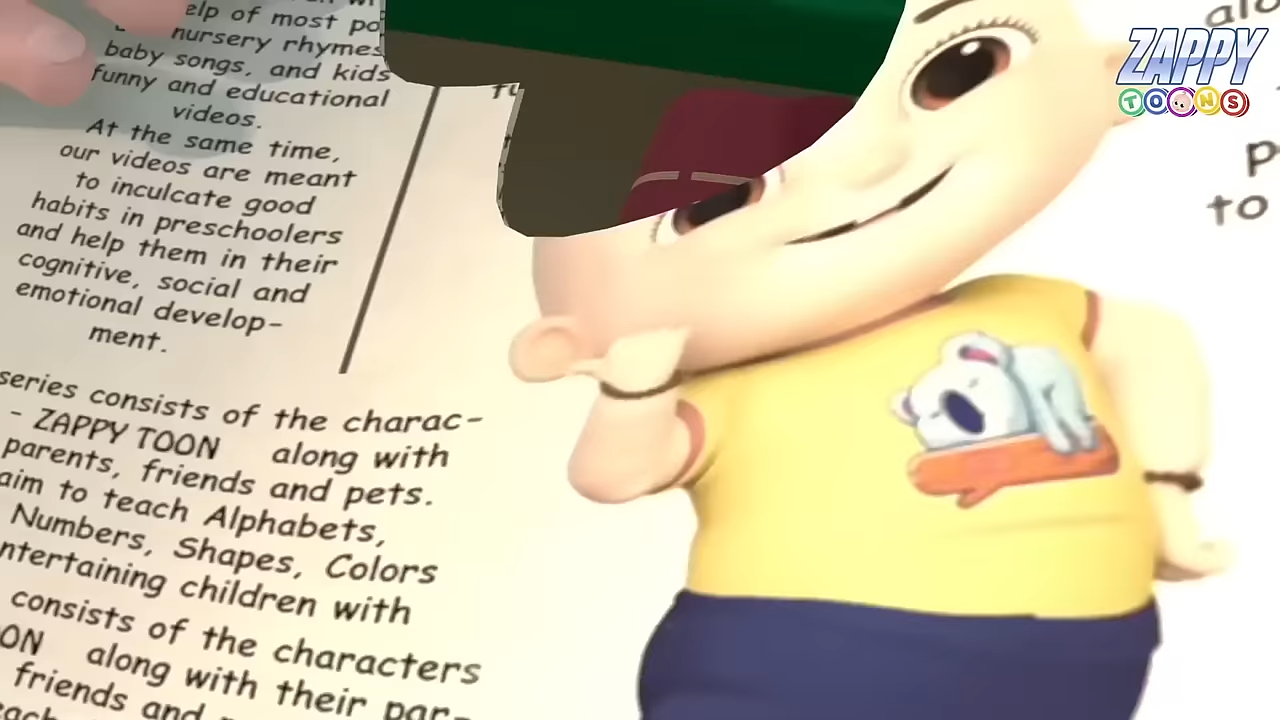 elp of most po
nursery rhymes
baby songs, and kids
funny and educational
videos.
At the same time,
our videos are meant
to inculcate good
habits in preschoolers
and help them in their
cognitive, social and
emotional develop-
ment.
series consists of the charac-
- ZAPPY TOON along with
parents, friends and pets.
aim to teach Alphabets,
Numbers, Shapes, Colors
ntertaining children with
consists of the characters
OON along with their par-
friends and
to
ZAPPY
TOONS